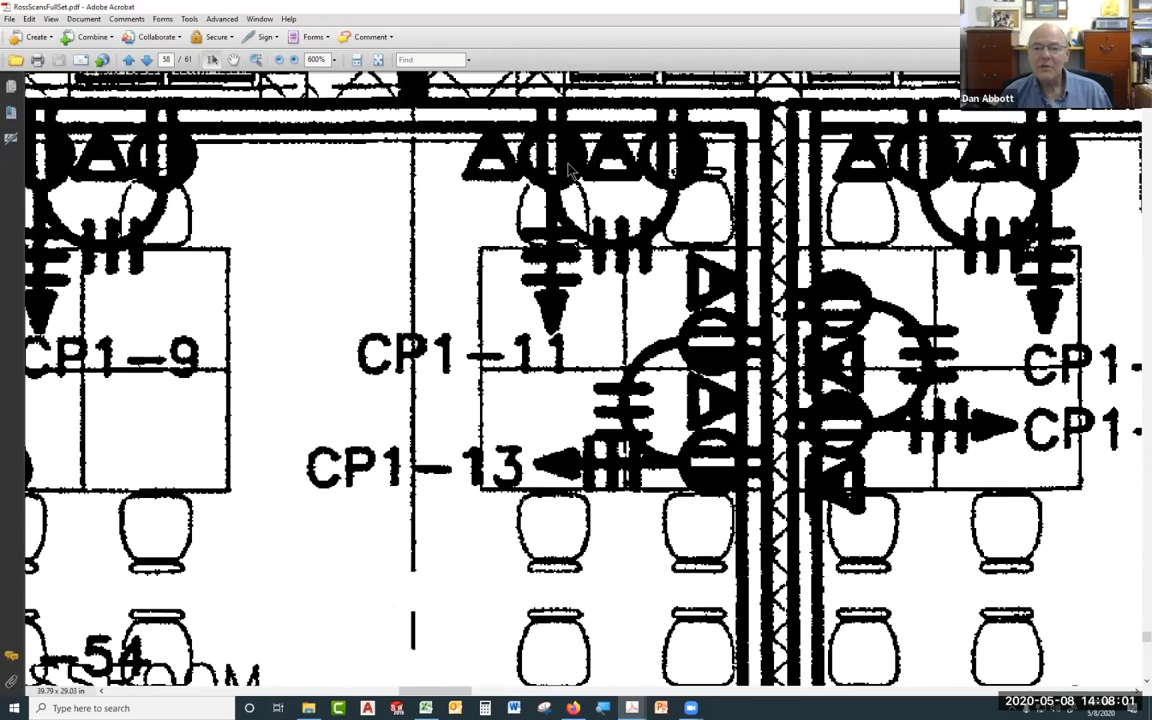 RossScansFullSet.pdf - Adobe Acrobat
File Edit View Document Comments Forms Tools Advanced Window Help
Create Combine Collaborate Secure Sign Forms Comment
58 / 61 600% Find
Dan Abbott
CP1-9
CP1-11
CP1-
CP1-
CP1-13
-54
39.79 x 29.03 in
Type here to search
2020-05-08 14:08:01
5/8/2020